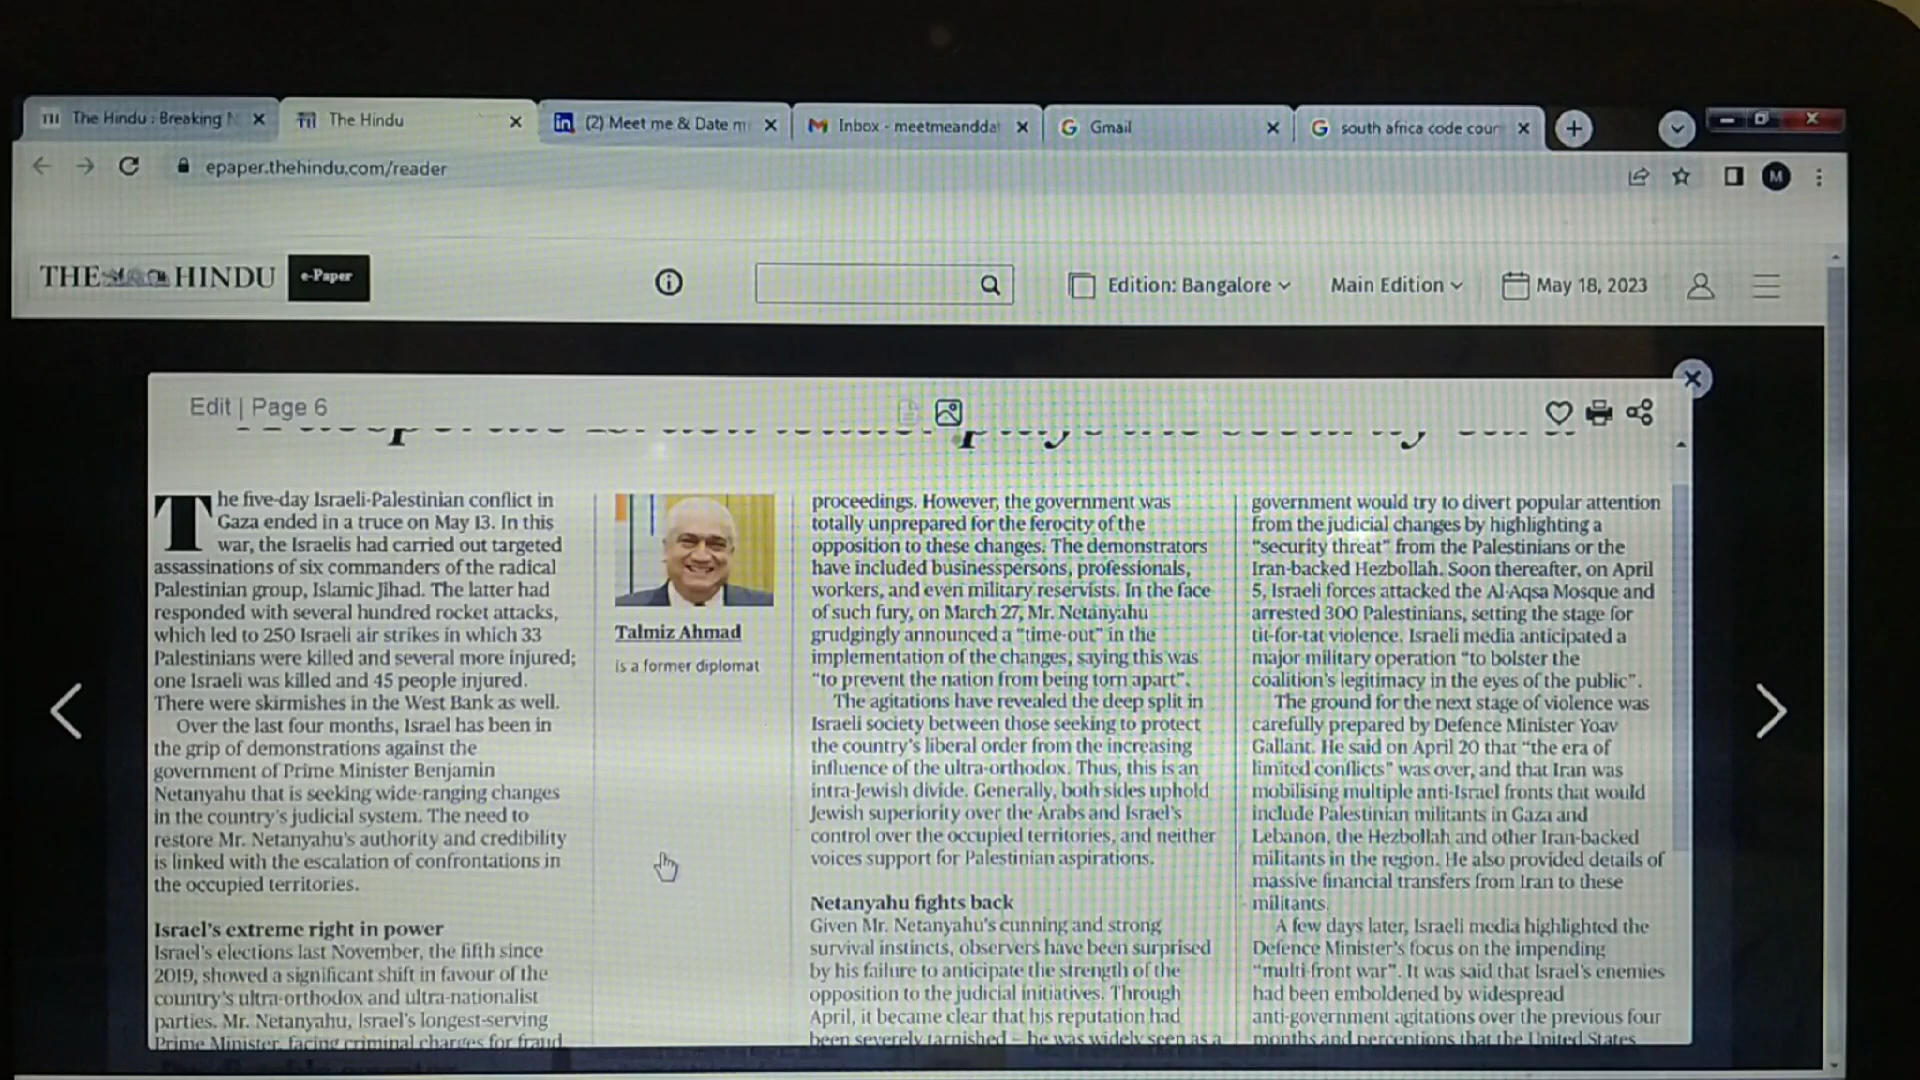 The Hindu : Breaking N
The Hindu
(2) Meet me & Date m
Inbox - meetmeanddat
Gmail
south africa code coun
epaper.thehindu.com/reader
M
THE HINDU
e-Paper
Edition: Bangalore
Main Edition
May 18, 2023
Edit | Page 6
The five-day Israeli-Palestinian conflict in
Gaza ended in a truce on May 13. In this
war, the Israelis had carried out targeted
assassinations of six commanders of the radical
Palestinian group, Islamic Jihad. The latter had
responded with several hundred rocket attacks,
which led to 250 Israeli air strikes in which 33
Palestinians were killed and several more injured;
one Israeli was killed and 45 people injured.
There were skirmishes in the West Bank as well.
Over the last four months, Israel has been in
the grip of demonstrations against the
government of Prime Minister Benjamin
Netanyahu that is seeking wide-ranging changes
in the country's judicial system. The need to
restore Mr. Netanyahu's authority and credibility
is linked with the escalation of confrontations in
the occupied territories.
Israel's extreme right in power
Israel's elections last November, the fifth since
2019, showed a significant shift in favour of the
country's ultra-orthodox and ultra-nationalist
parties. Mr. Netanyahu, Israel's longest-serving
Prime Minister, facing criminal charges for fraud
Talmiz Ahmad
is a former diplomat
proceedings. However, the government was
totally unprepared for the ferocity of the
opposition to these changes. The demonstrators
have included businesspersons, professionals,
workers, and even military reservists. In the face
of such fury, on March 27, Mr. Netanyahu
grudgingly announced a “time-out” in the
implementation of the changes, saying this was
“to prevent the nation from being torn apart”.
The agitations have revealed the deep split in
Israeli society between those seeking to protect
the country's liberal order from the increasing
influence of the ultra-orthodox. Thus, this is an
intra-Jewish divide. Generally, both sides uphold
Jewish superiority over the Arabs and Israel's
control over the occupied territories, and neither
voices support for Palestinian aspirations.
Netanyahu fights back
Given Mr. Netanyahu's cunning and strong
survival instincts, observers have been surprised
by his failure to anticipate the strength of the
opposition to the judicial initiatives. Through
April, it became clear that his reputation had
been severely tarnished – he was widely seen as a
government would try to divert popular attention
from the judicial changes by highlighting a
“security threat” from the Palestinians or the
Iran-backed Hezbollah. Soon thereafter, on April
5, Israeli forces attacked the Al-Aqsa Mosque and
arrested 300 Palestinians, setting the stage for
tit-for-tat violence. Israeli media anticipated a
major military operation “to bolster the
coalition's legitimacy in the eyes of the public”.
The ground for the next stage of violence was
carefully prepared by Defence Minister Yoav
Gallant. He said on April 20 that “the era of
limited conflicts” was over, and that Iran was
mobilising multiple anti-Israel fronts that would
include Palestinian militants in Gaza and
Lebanon, the Hezbollah and other Iran-backed
militants in the region. He also provided details of
massive financial transfers from Iran to these
militants.
A few days later, Israeli media highlighted the
Defence Minister's focus on the impending
“multi-front war”. It was said that Israel's enemies
had been emboldened by widespread
anti-government agitations over the previous four
months and perceptions that the United States